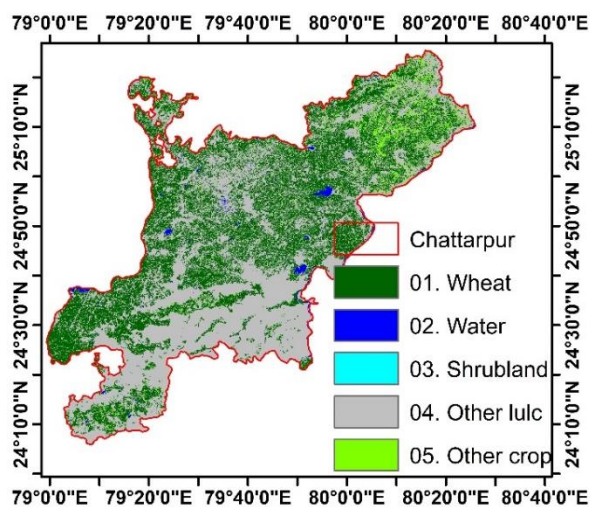 79°0'0"E 79°20'0"E 79°40'0"E 80°0'0"E 80°20'0"E 80°40'0"E
25°10'0"N 25°10'0"N
24°50'0"N 24°50'0"N
Chattarpur
01. Wheat
24°30'0"N 02. Water 24°30'0"N
03. Shrubland
04. Other lulc
24°10'0"N 24°10'0"N
05. Other crop
79°0'0"E 79°20'0"E 79°40'0"E 80°0'0"E 80°20'0"E 80°40'0"E